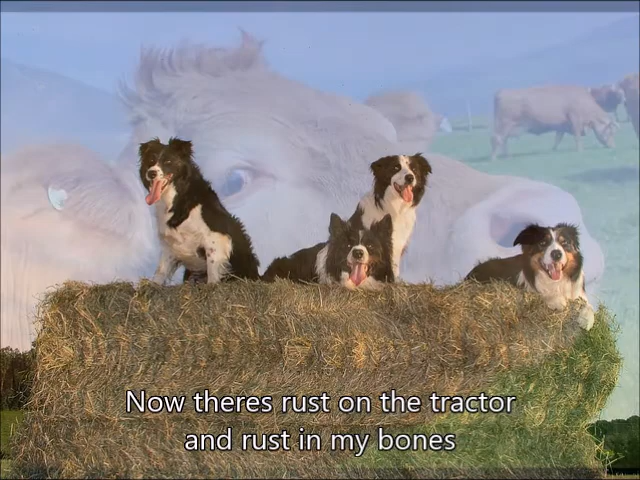 Now theres rust on the tractor
and rust in my bones